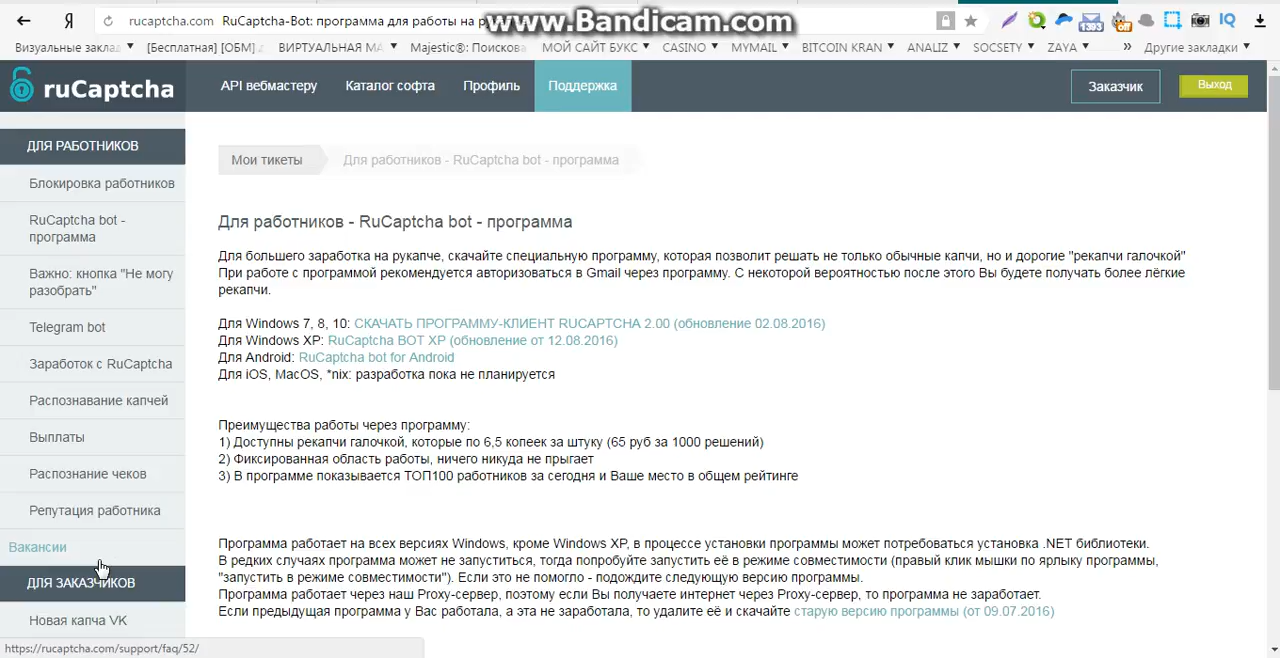 rucaptcha.com RuCaptcha-Bot: программа для работы на р
www.Bandicam.com
1393
off
IQ
Визуальные заклад
[Бесплатная] [ОБМ]
ВИРТУАЛЬНАЯ МА
Majestic®: Поискова
МОЙ САЙТ БУКС
CASINO
MYMAIL
BITCOIN KRAN
ANALIZ
SOCSETY
ZAYA
» Другие закладки
ruCaptcha
API вебмастеру
Каталог софта
Профиль
Поддержка
Заказчик
Выход
ДЛЯ РАБОТНИКОВ
Блокировка работников
RuCaptcha bot -
программа
Важно: кнопка "Не могу
разобрать"
Telegram bot
Заработок с RuCaptcha
Распознавание капчей
Выплаты
Распознание чеков
Репутация работника
Вакансии
ДЛЯ ЗАКАЗЧИКОВ
Новая капча VK
Мои тикеты
Для работников - RuCaptcha bot - программа
Для работников - RuCaptcha bot - программа
Для большего заработка на рукапче, скачайте специальную программу, которая позволит решать не только обычные капчи, но и дорогие "рекапчи галочкой"
При работе с программой рекомендуется авторизоваться в Gmail через программу. С некоторой вероятностью после этого Вы будете получать более лёгкие
рекапчи.
Для Windows 7, 8, 10: СКАЧАТЬ ПРОГРАММУ-КЛИЕНТ RUCAPTCHA 2.00 (обновление 02.08.2016)
Для Windows XP: RuCaptcha BOT XP (обновление от 12.08.2016)
Для Android: RuCaptcha bot for Android
Для iOS, MacOS, *nix: разработка пока не планируется
Преимущества работы через программу:
1) Доступны рекапчи галочкой, которые по 6,5 копеек за штуку (65 руб за 1000 решений)
2) Фиксированная область работы, ничего никуда не прыгает
3) В программе показывается ТОП100 работников за сегодня и Ваше место в общем рейтинге
Программа работает на всех версиях Windows, кроме Windows XP, в процессе установки программы может потребоваться установка .NET библиотеки.
В редких случаях программа может не запуститься, тогда попробуйте запустить её в режиме совместимости (правый клик мышки по ярлыку программы,
"запустить в режиме совместимости"). Если это не помогло - подождите следующую версию программы.
Программа работает через наш Proxy-сервер, поэтому если Вы получаете интернет через Proxy-сервер, то программа не заработает.
Если предыдущая программа у Вас работала, а эта не заработала, то удалите её и скачайте старую версию программы (от 09.07.2016)
https://rucaptcha.com/support/faq/52/